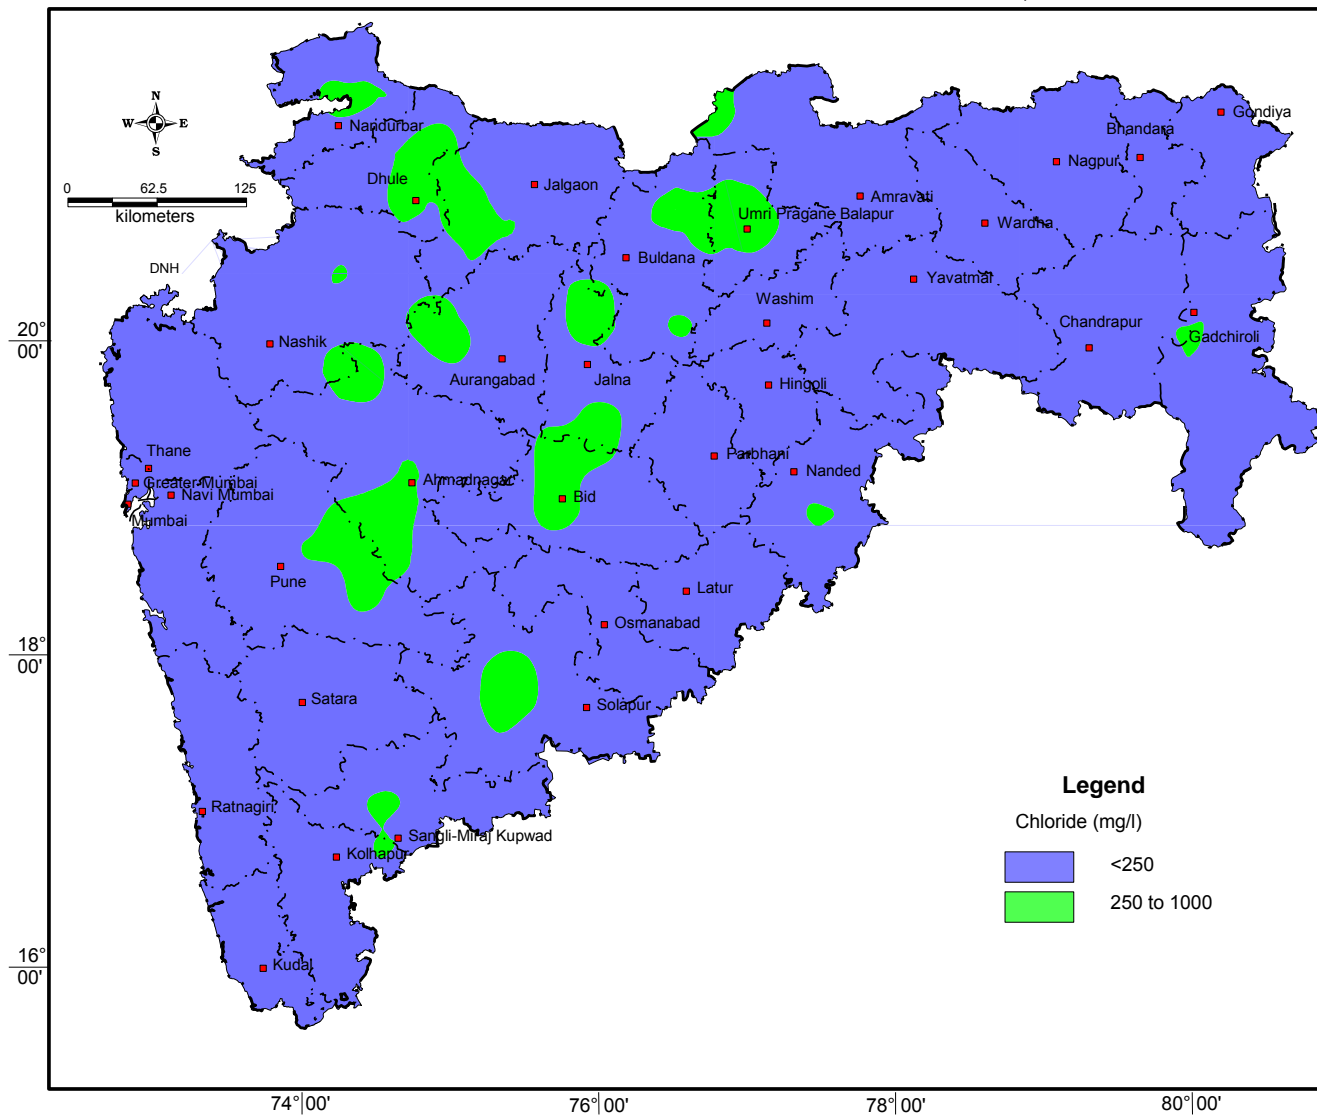 N
W E
S
0 62.5 125
kilometers
Nandurbar
Dhule
Jalgaon
Umri Pragane Balapur
Amravati
Nagpur
Bhandara
Gondiya
Wardha
DNH
Buldana
Yavatmal
Washim
Chandrapur
Gadchiroli
20°
00'
Nashik
Aurangabad
Jalna
Hingoli
Thane
Greater Mumbai
Navi Mumbai
Mumbai
Ahmadnagar
Bid
Parbhani
Nanded
Pune
Latur
Osmanabad
18°
00'
Satara
Solapur
Ratnagiri
Sangli-Miraj Kupwad
Kolhapur
Kudal
16°
00'
Legend
Chloride (mg/l)
<250
250 to 1000
74°00' 76°00' 78°00' 80°00'